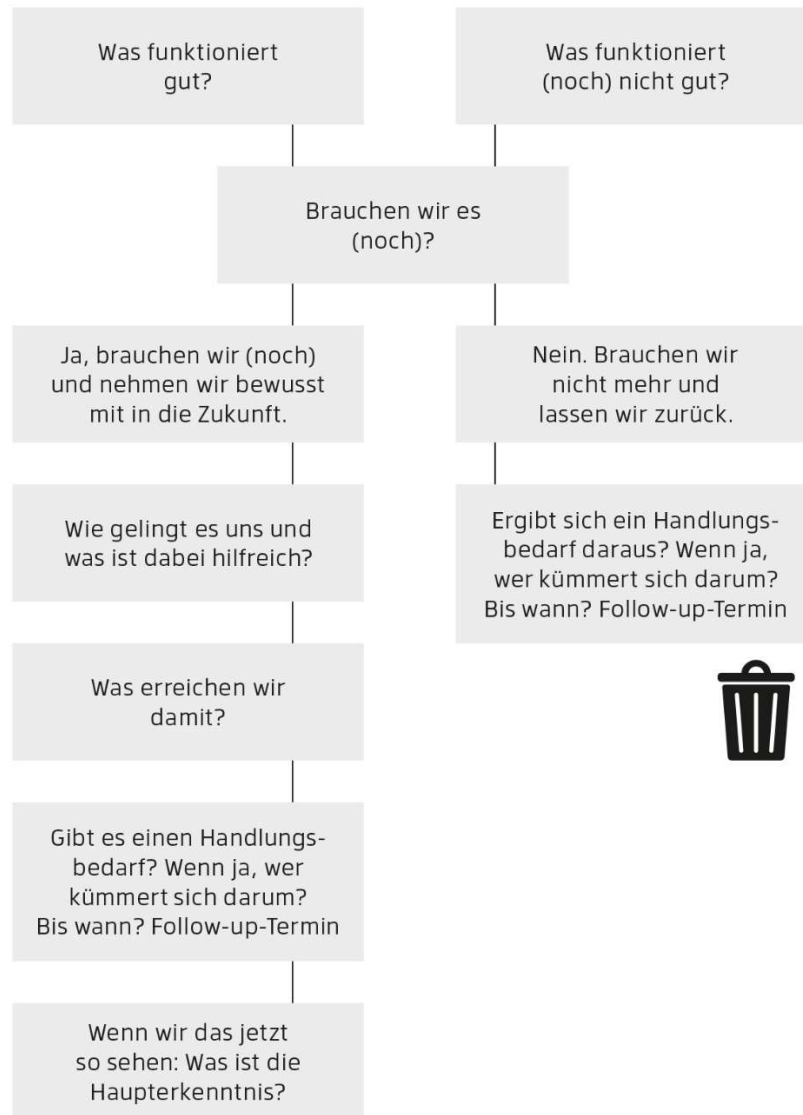 Was funktioniert
gut?
Was funktioniert
(noch) nicht gut?
Brauchen wir es
(noch)?
Ja, brauchen wir (noch)
und nehmen wir bewusst
mit in die Zukunft.
Nein. Brauchen wir
nicht mehr und
lassen wir zurück.
Wie gelingt es uns und
was ist dabei hilfreich?
Ergibt sich ein Handlungs-
bedarf daraus? Wenn ja,
wer kümmert sich darum?
Bis wann? Follow-up-Termin
Was erreichen wir
damit?
Gibt es einen Handlungs-
bedarf? Wenn ja, wer
kümmert sich darum?
Bis wann? Follow-up-Termin
Wenn wir das jetzt
so sehen: Was ist die
Haupterkenntnis?